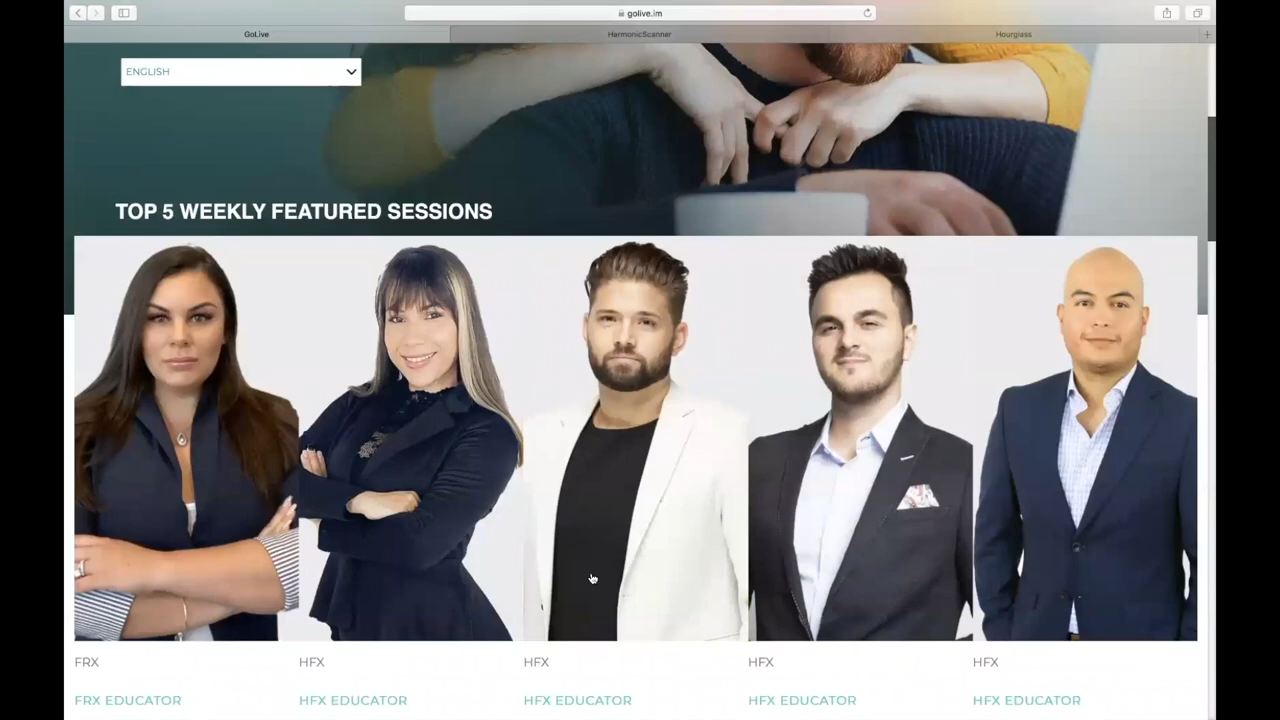 golive.im
GoLive
HarmonicScanner
Hourglass
ENGLISH
TOP 5 WEEKLY FEATURED SESSIONS
FRX
HFX
HFX
HFX
HFX
FRX EDUCATOR
HFX EDUCATOR
HFX EDUCATOR
HFX EDUCATOR
HFX EDUCATOR